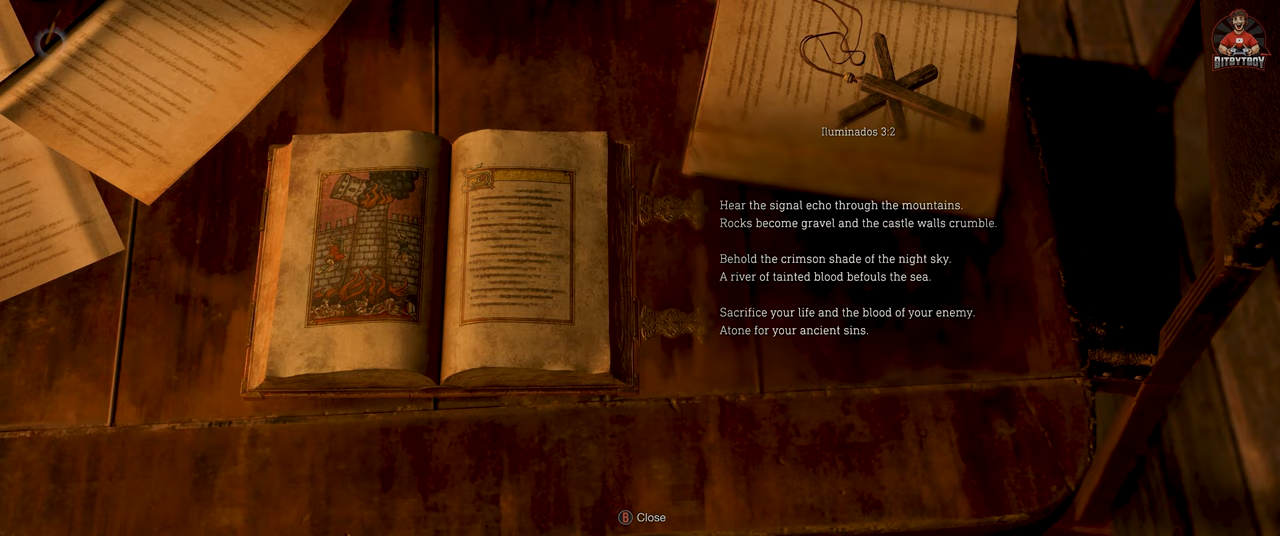 BITBYTBOY
Iluminados 3:2
Hear the signal echo through the mountains.
Rocks become gravel and the castle walls crumble.
Behold the crimson shade of the night sky.
A river of tainted blood befouls the sea.
Sacrifice your life and the blood of your enemy.
Atone for your ancient sins.
B Close